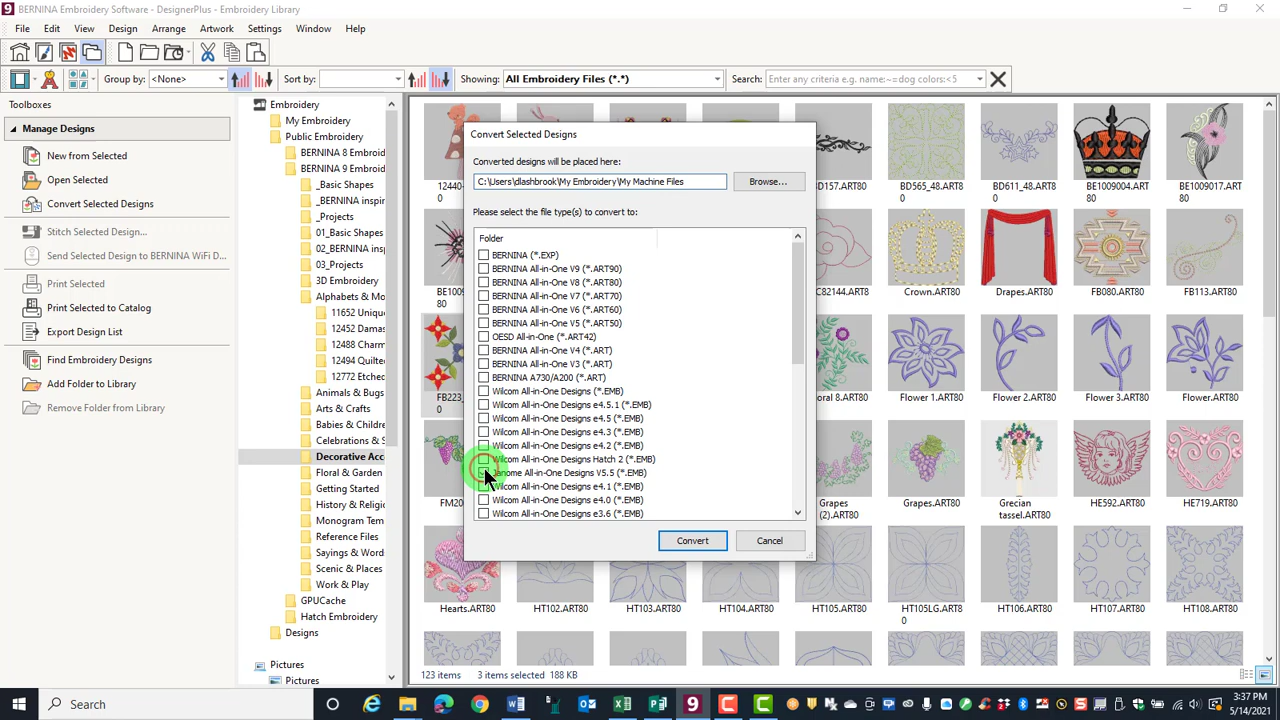 BERNINA Embroidery Software - DesignerPlus - Embroidery Library
File Edit View Design Arrange Artwork Settings Window Help
Group by: <None> Sort by: Showing: All Embroidery Files (*.*) Search: Enter any criteria e.g. name:~=dog colors:<5
Toolboxes
Manage Designs
New from Selected
Open Selected
Convert Selected Designs
Stitch Selected Design...
Send Selected Design to BERNINA WiFi D...
Print Selected
Print Selected to Catalog
Export Design List
Find Embroidery Designs
Add Folder to Library
Remove Folder from Library
Embroidery
My Embroidery
Public Embroidery
BERNINA 8 Embroid
BERNINA 9 Embroid
_Basic Shapes
_BERNINA inspir
_Projects
01_Basic Shapes
02_BERNINA insp
03_Projects
3D Embroidery
Alphabets & Mo
11652 Unique
12452 Damas
12488 Charm
12494 Quilted
12772 Etched
Animals & Bugs
Arts & Crafts
Borders & Corne
Celebrations & S
Decorative Acc
Floral & Garden
Getting Started
History & Religio
Monogram Tem
Reference Files
Sayings & Word
Scenic & Places
Work & Play
GPUCache
Hatch Embroidery
Designs
Pictures
Pictures
Convert Selected Designs
Converted designs will be placed here:
C:\Users\dlashbrook\My Embroidery\My Machine Files Browse...
Please select the file type(s) to convert to:
Folder
BERNINA (*.EXP)
BERNINA All-in-One V9 (*.ART90)
BERNINA All-in-One V8 (*.ART80)
BERNINA All-in-One V7 (*.ART70)
BERNINA All-in-One V6 (*.ART60)
BERNINA All-in-One V5 (*.ART50)
OESD All-in-One (*.ART42)
BERNINA All-in-One V4 (*.ART)
BERNINA All-in-One V3 (*.ART)
BERNINA A730/A200 (*.ART)
Wilcom All-in-One Designs (*.EMB)
Wilcom All-in-One Designs e4.5.1 (*.EMB)
Wilcom All-in-One Designs e4.5 (*.EMB)
Wilcom All-in-One Designs e4.3 (*.EMB)
Wilcom All-in-One Designs e4.2 (*.EMB)
Wilcom All-in-One Designs Hatch 2 (*.EMB)
Janome All-in-One Designs V5.5 (*.EMB)
Wilcom All-in-One Designs e4.1 (*.EMB)
Wilcom All-in-One Designs e4.0 (*.EMB)
Wilcom All-in-One Designs e3.6 (*.EMB)
Convert Cancel
BD157.ART80 BD565_48.ART80 BD611_48.ART80 BE1009004.ART80 BE1009017.ART80
Crown.ART80 Drapes.ART80 FB080.ART80 FB113.ART80
Flower 1.ART80 Flower 2.ART80 Flower 3.ART80 Flower.ART80
Grapes (2).ART80 Grapes.ART80 Grecian tassel.ART80 HE592.ART80 HE719.ART80
Hearts.ART80 HT102.ART80 HT103.ART80 HT104.ART80 HT105.ART80 HT105LG.ART80 HT106.ART80 HT107.ART80 HT108.ART80
123 items 3 items selected 188 KB
Search
3:37 PM
5/14/2021